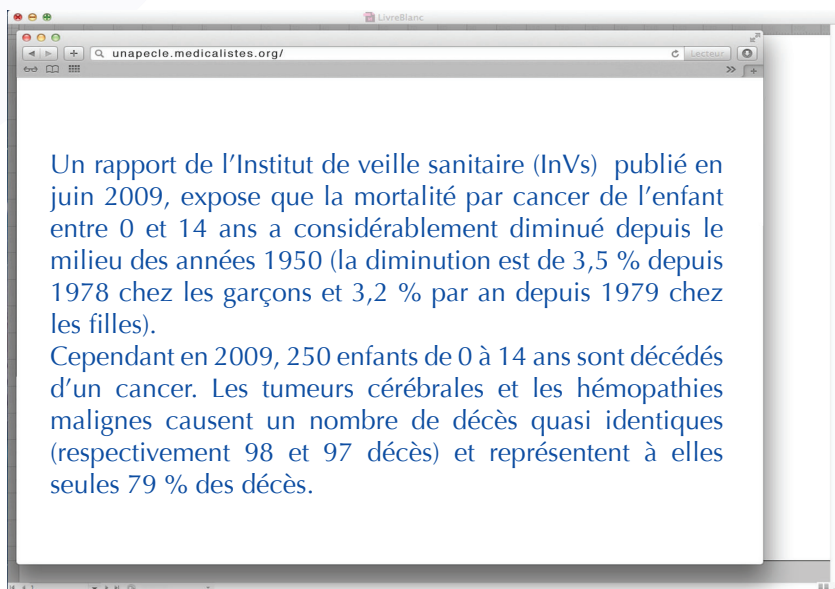 LivreBlanc
unapecle.medicalistes.org/
Lecteur
Un rapport de l’Institut de veille sanitaire (InVs)  publié en
juin 2009, expose que la mortalité par cancer de l’enfant
entre 0 et 14 ans a considérablement diminué depuis le
milieu des années 1950 (la diminution est de 3,5 % depuis
1978 chez les garçons et 3,2 % par an depuis 1979 chez
les filles).
Cependant en 2009, 250 enfants de 0 à 14 ans sont décédés
d’un cancer. Les tumeurs cérébrales et les hémopathies
malignes causent un nombre de décès quasi identiques
(respectivement 98 et 97 décès) et représentent à elles
seules 79 % des décès.